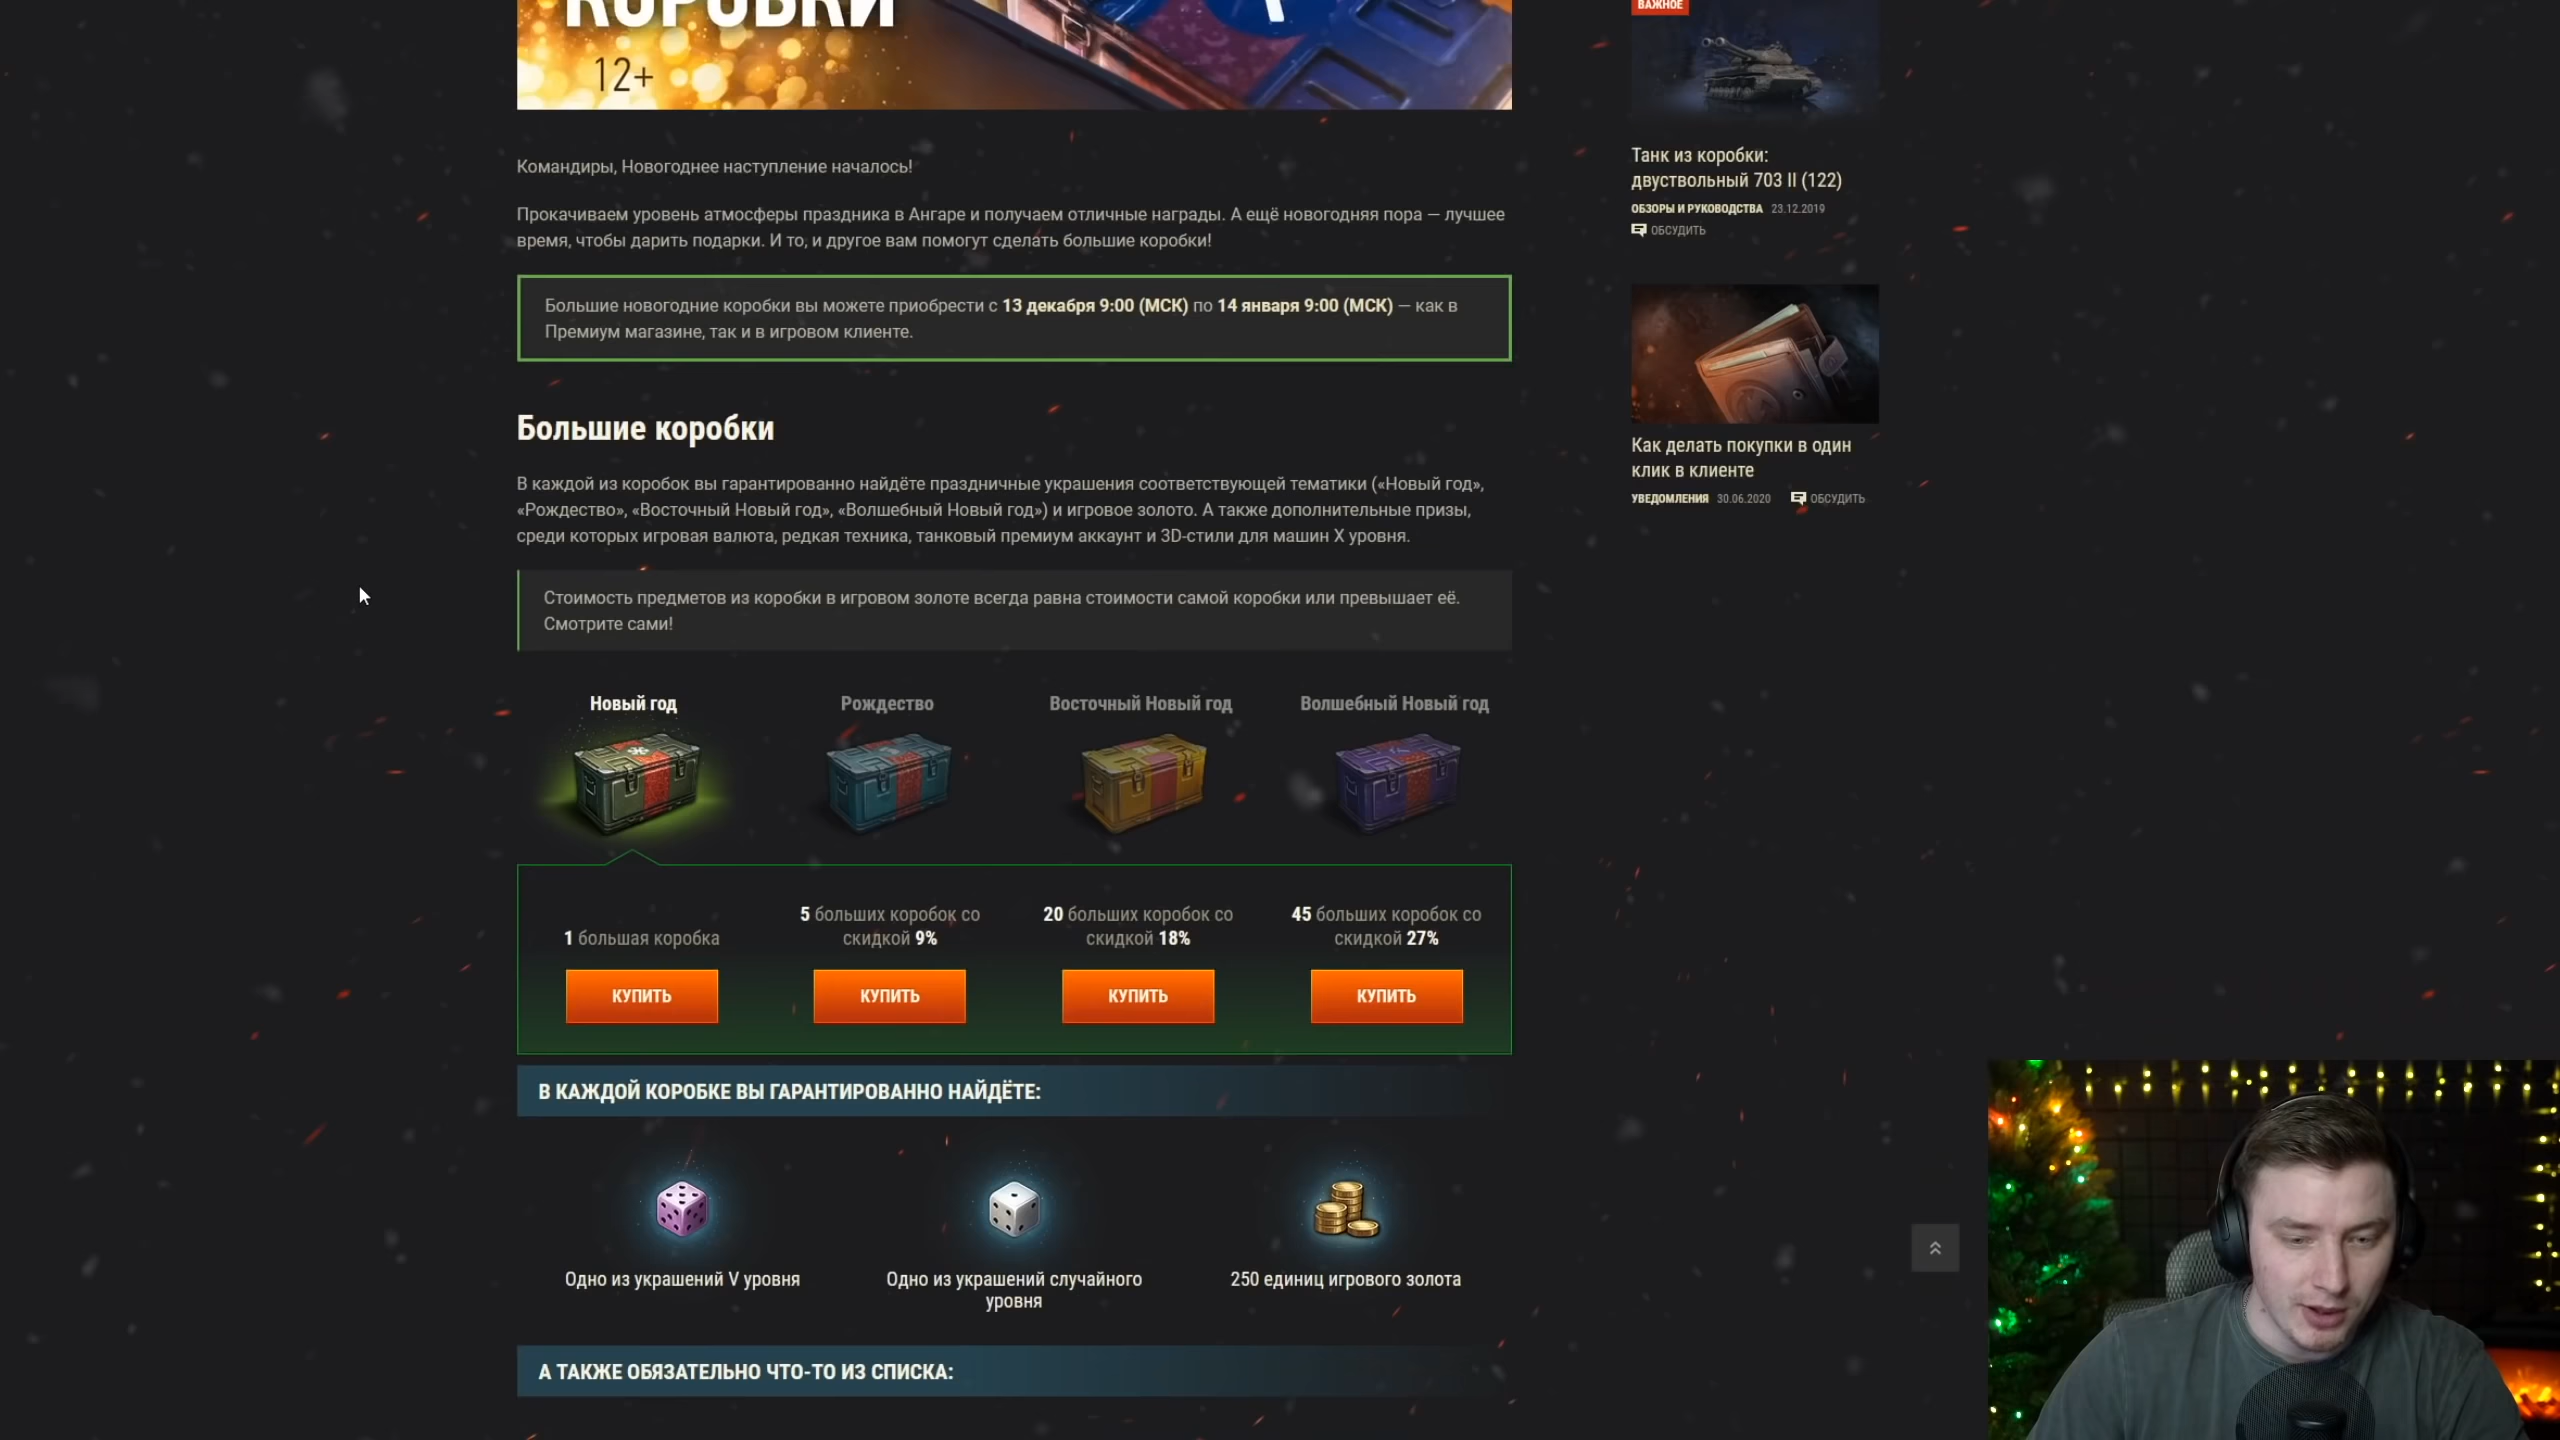 КОРОБКИ
12+
Командиры, Новогоднее наступление началось!
Прокачиваем уровень атмосферы праздника в Ангаре и получаем отличные награды. А ещё новогодняя пора — лучшее
время, чтобы дарить подарки. И то, и другое вам помогут сделать большие коробки!
Большие новогодние коробки вы можете приобрести с 13 декабря 9:00 (МСК) по 14 января 9:00 (МСК) — как в
Премиум магазине, так и в игровом клиенте.
Большие коробки
В каждой из коробок вы гарантированно найдёте праздничные украшения соответствующей тематики («Новый год»,
«Рождество», «Восточный Новый год», «Волшебный Новый год») и игровое золото. А также дополнительные призы,
среди которых игровая валюта, редкая техника, танковый премиум аккаунт и 3D-стили для машин X уровня.
Стоимость предметов из коробки в игровом золоте всегда равна стоимости самой коробки или превышает её.
Смотрите сами!
Новый год
Рождество
Восточный Новый год
Волшебный Новый год
1 большая коробка
КУПИТЬ
5 больших коробок со
скидкой 9%
КУПИТЬ
20 больших коробок со
скидкой 18%
КУПИТЬ
45 больших коробок со
скидкой 27%
КУПИТЬ
В КАЖДОЙ КОРОБКЕ ВЫ ГАРАНТИРОВАННО НАЙДЁТЕ:
Одно из украшений V уровня
Одно из украшений случайного
уровня
250 единиц игрового золота
А ТАКЖЕ ОБЯЗАТЕЛЬНО ЧТО-ТО ИЗ СПИСКА:
ВАЖНОЕ
Танк из коробки:
двуствольный 703 II (122)
ОБЗОРЫ И РУКОВОДСТВА 23.12.2019
ОБСУДИТЬ
Как делать покупки в один
клик в клиенте
УВЕДОМЛЕНИЯ 30.06.2020 ОБСУДИТЬ